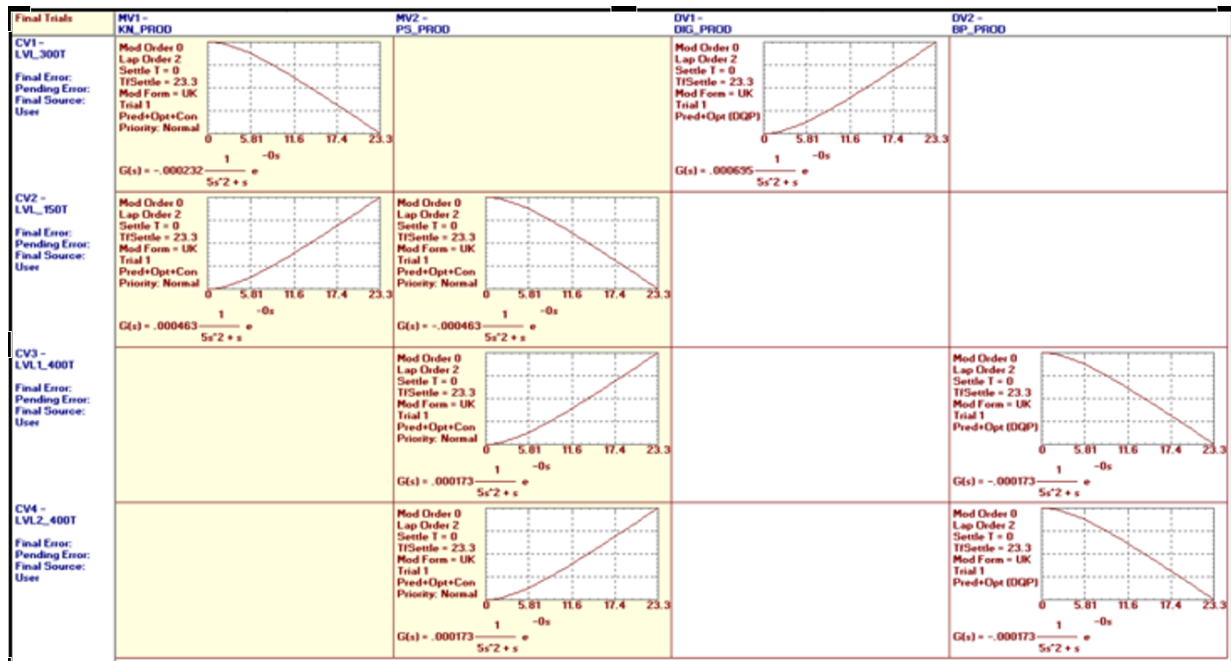 Final Trials
MV1 -
KN_PROD
MV2 -
PS_PROD
DV1 -
DIG_PROD
DV2 -
BP_PROD
CV1 -
LVL_300T
Final Error:
Pending Error:
Final Source:
User
Mod Order 0
Lap Order 2
Settle T = 0
TfSettle = 23.3
Mod Form = UK
Trial 1
Pred+Opt+Con
Priority: Normal
0 5.81 11.6 17.4 23.3
1 -0s
G(s) = -.000232 e
5s^2 + s
Mod Order 0
Lap Order 2
Settle T = 0
TfSettle = 23.3
Mod Form = UK
Trial 1
Pred+Opt (DQP)
0 5.81 11.6 17.4 23.3
1 -0s
G(s) = .000695 e
5s^2 + s
CV2 -
LVL_150T
Final Error:
Pending Error:
Final Source:
User
Mod Order 0
Lap Order 2
Settle T = 0
TfSettle = 23.3
Mod Form = UK
Trial 1
Pred+Opt+Con
Priority: Normal
0 5.81 11.6 17.4 23.3
1 -0s
G(s) = .000463 e
5s^2 + s
Mod Order 0
Lap Order 2
Settle T = 0
TfSettle = 23.3
Mod Form = UK
Trial 1
Pred+Opt+Con
Priority: Normal
0 5.81 11.6 17.4 23.3
1 -0s
G(s) = -.000463 e
5s^2 + s
CV3 -
LVL1_400T
Final Error:
Pending Error:
Final Source:
User
Mod Order 0
Lap Order 2
Settle T = 0
TfSettle = 23.3
Mod Form = UK
Trial 1
Pred+Opt+Con
Priority: Normal
0 5.81 11.6 17.4 23.3
1 -0s
G(s) = .000173 e
5s^2 + s
Mod Order 0
Lap Order 2
Settle T = 0
TfSettle = 23.3
Mod Form = UK
Trial 1
Pred+Opt (DQP)
0 5.81 11.6 17.4 23.3
1 -0s
G(s) = -.000173 e
5s^2 + s
CV4 -
LVL2_400T
Final Error:
Pending Error:
Final Source:
User
Mod Order 0
Lap Order 2
Settle T = 0
TfSettle = 23.3
Mod Form = UK
Trial 1
Pred+Opt+Con
Priority: Normal
0 5.81 11.6 17.4 23.3
1 -0s
G(s) = .000173 e
5s^2 + s
Mod Order 0
Lap Order 2
Settle T = 0
TfSettle = 23.3
Mod Form = UK
Trial 1
Pred+Opt (DQP)
0 5.81 11.6 17.4 23.3
1 -0s
G(s) = -.000173 e
5s^2 + s